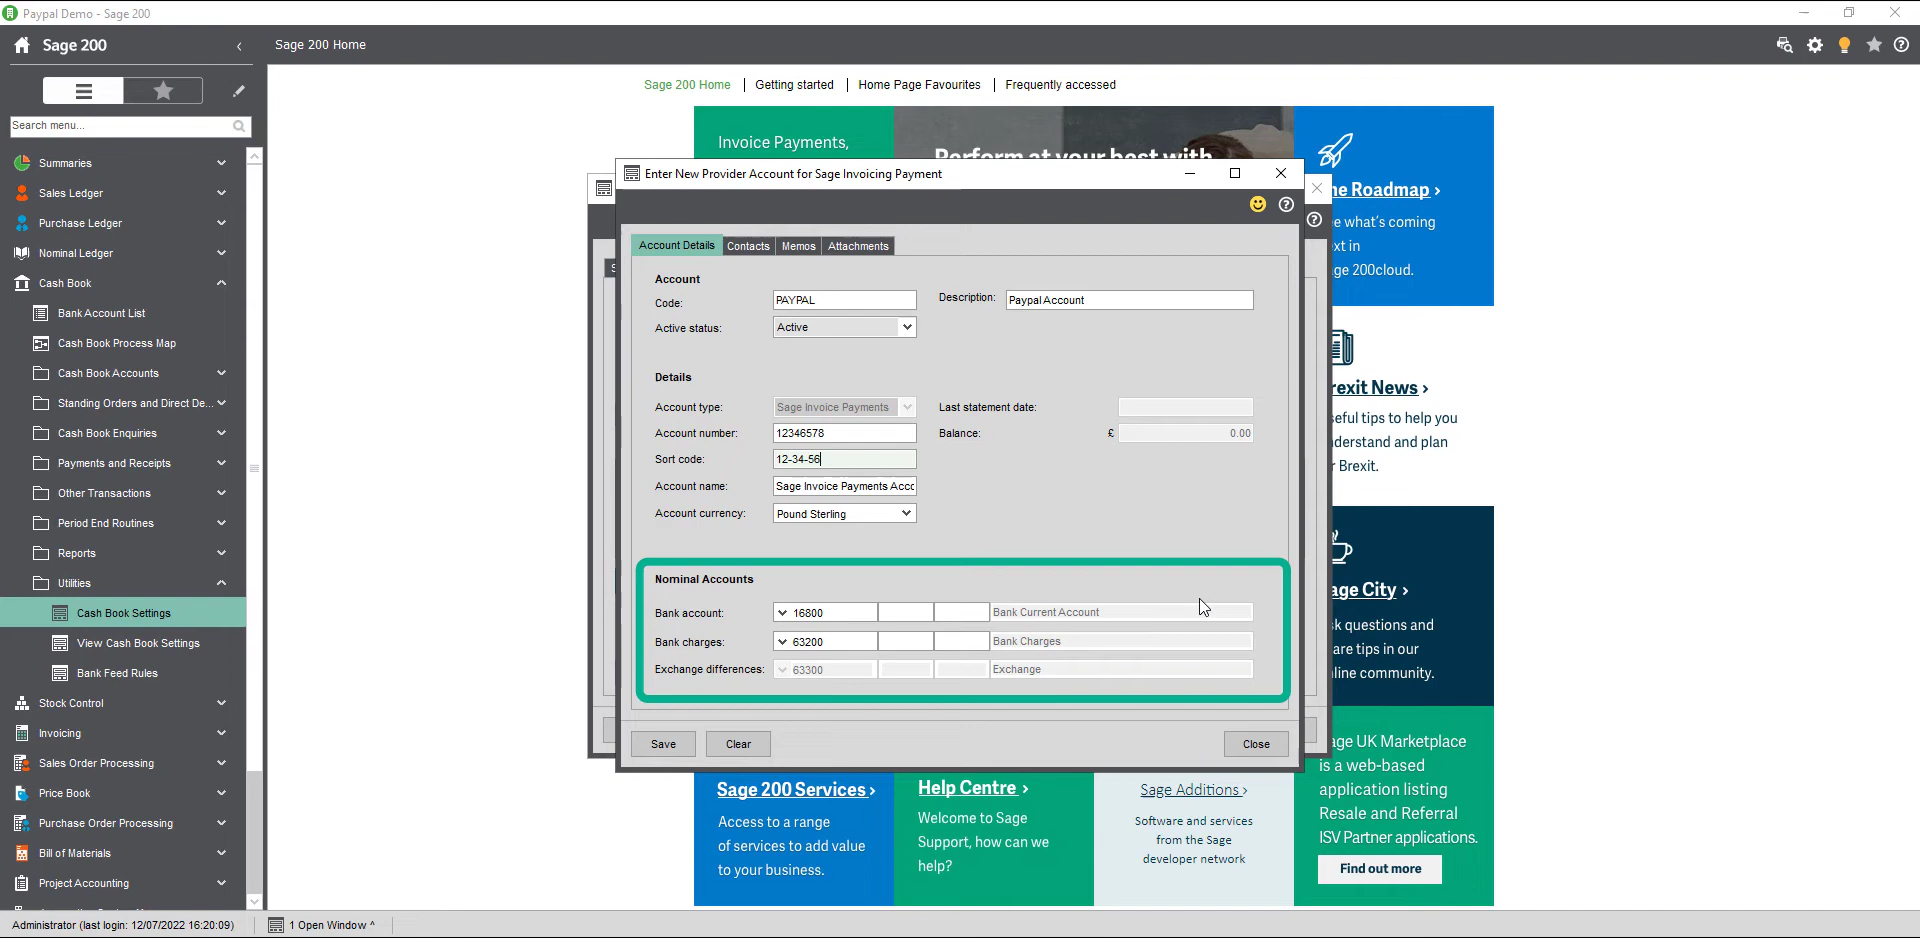 Paypal Demo - Sage 200
Sage 200
Sage 200 Home
Sage 200 Home
Getting started
Home Page Favourites
Frequently accessed
Search menu...
Summaries
Sales Ledger
Purchase Ledger
Nominal Ledger
Cash Book
Bank Account List
Cash Book Process Map
Cash Book Accounts
Standing Orders and Direct De...
Cash Book Enquiries
Payments and Receipts
Other Transactions
Period End Routines
Reports
Utilities
Cash Book Settings
View Cash Book Settings
Bank Feed Rules
Stock Control
Invoicing
Sales Order Processing
Price Book
Purchase Order Processing
Bill of Materials
Project Accounting
Invoice Payments,
Perform at your best with
Enter New Provider Account for Sage Invoicing Payment
Account Details
Contacts
Memos
Attachments
Account
Code:
PAYPAL
Description:
Paypal Account
Active status:
Active
Details
Account type:
Sage Invoice Payments
Last statement date:
Account number:
12346578
Balance:
£
0.00
Sort code:
12-34-56
Account name:
Sage Invoice Payments Acco
Account currency:
Pound Sterling
Nominal Accounts
Bank account:
16800
Bank Current Account
Bank charges:
63200
Bank Charges
Exchange differences:
63300
Exchange
Save
Clear
Close
he Roadmap ›
e what's coming
ext in
ge 200cloud.
rexit News ›
eful tips to help you
nderstand and plan
r Brexit.
age City ›
k questions and
are tips in our
nline community.
Sage 200 Services ›
Access to a range
of services to add value
to your business.
Help Centre ›
Welcome to Sage
Support, how can we
help?
Sage Additions ›
Software and services
from the Sage
developer network
age UK Marketplace
is a web-based
application listing
Resale and Referral
ISV Partner applications.
Find out more
Administrator (last login: 12/07/2022 16:20:09)
1 Open Window ^